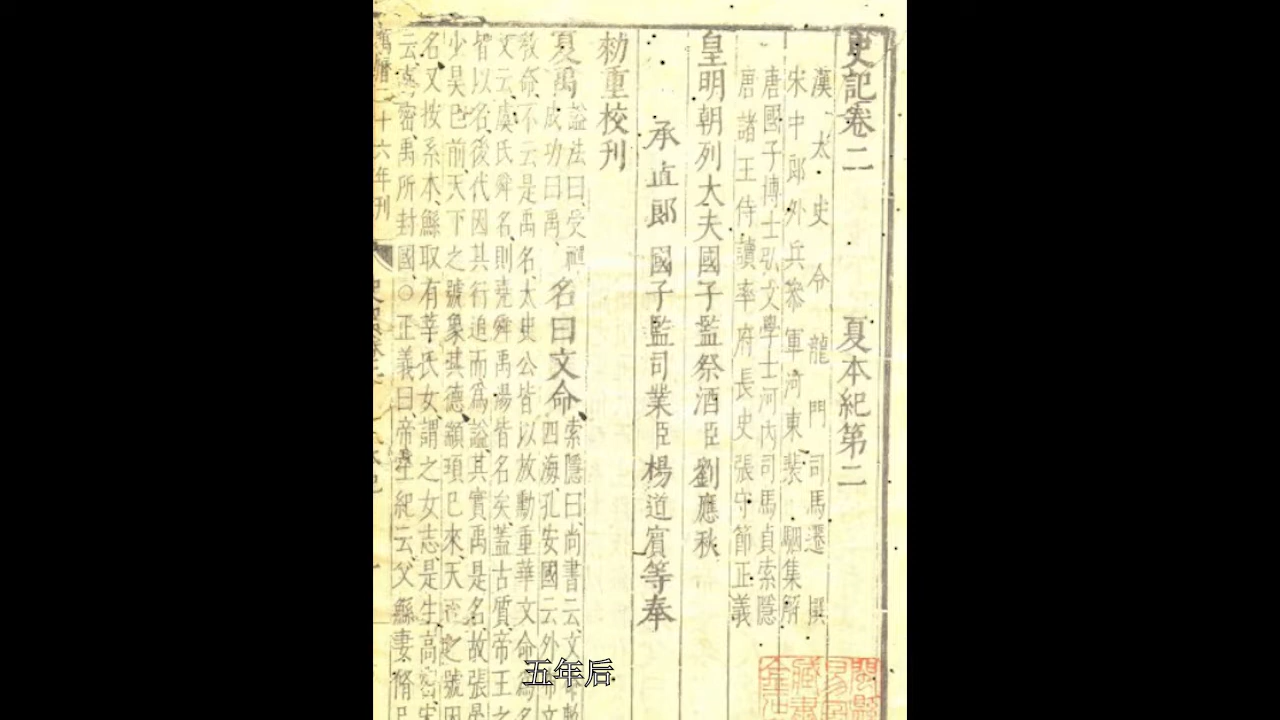 史記卷二 夏本紀第二
漢太史令龍門司馬遷撰
宋中郎外兵叅軍河東裴駰集解
唐國子博士弘文學士河內司馬貞索隱
唐諸王侍讀率府長史張守節正義
皇明朝列大夫國子監祭酒臣劉應秋
承直郎國子監司業臣楊道賓等奉
勅重校刊
夏禹
謚法曰受禪
成功曰禹
名曰文命
索隱曰尚書云文命敷
四海孔安國云外布文
教命不云是禹名太史公皆以放勳重華文命為名
又云虞氏舜名則堯舜禹湯皆名矣蓋古質帝王之
皆以名後代因其行追而為謚其實禹是名故張晏
少昊已前天下之號象其德顓頊已來天下之號因
名又按系本鯀取有莘氏女謂之女志是生高密宋
云高密禹所封國○正義曰帝王紀云父鯀妻脩己
萬曆二十六年刊
五年后